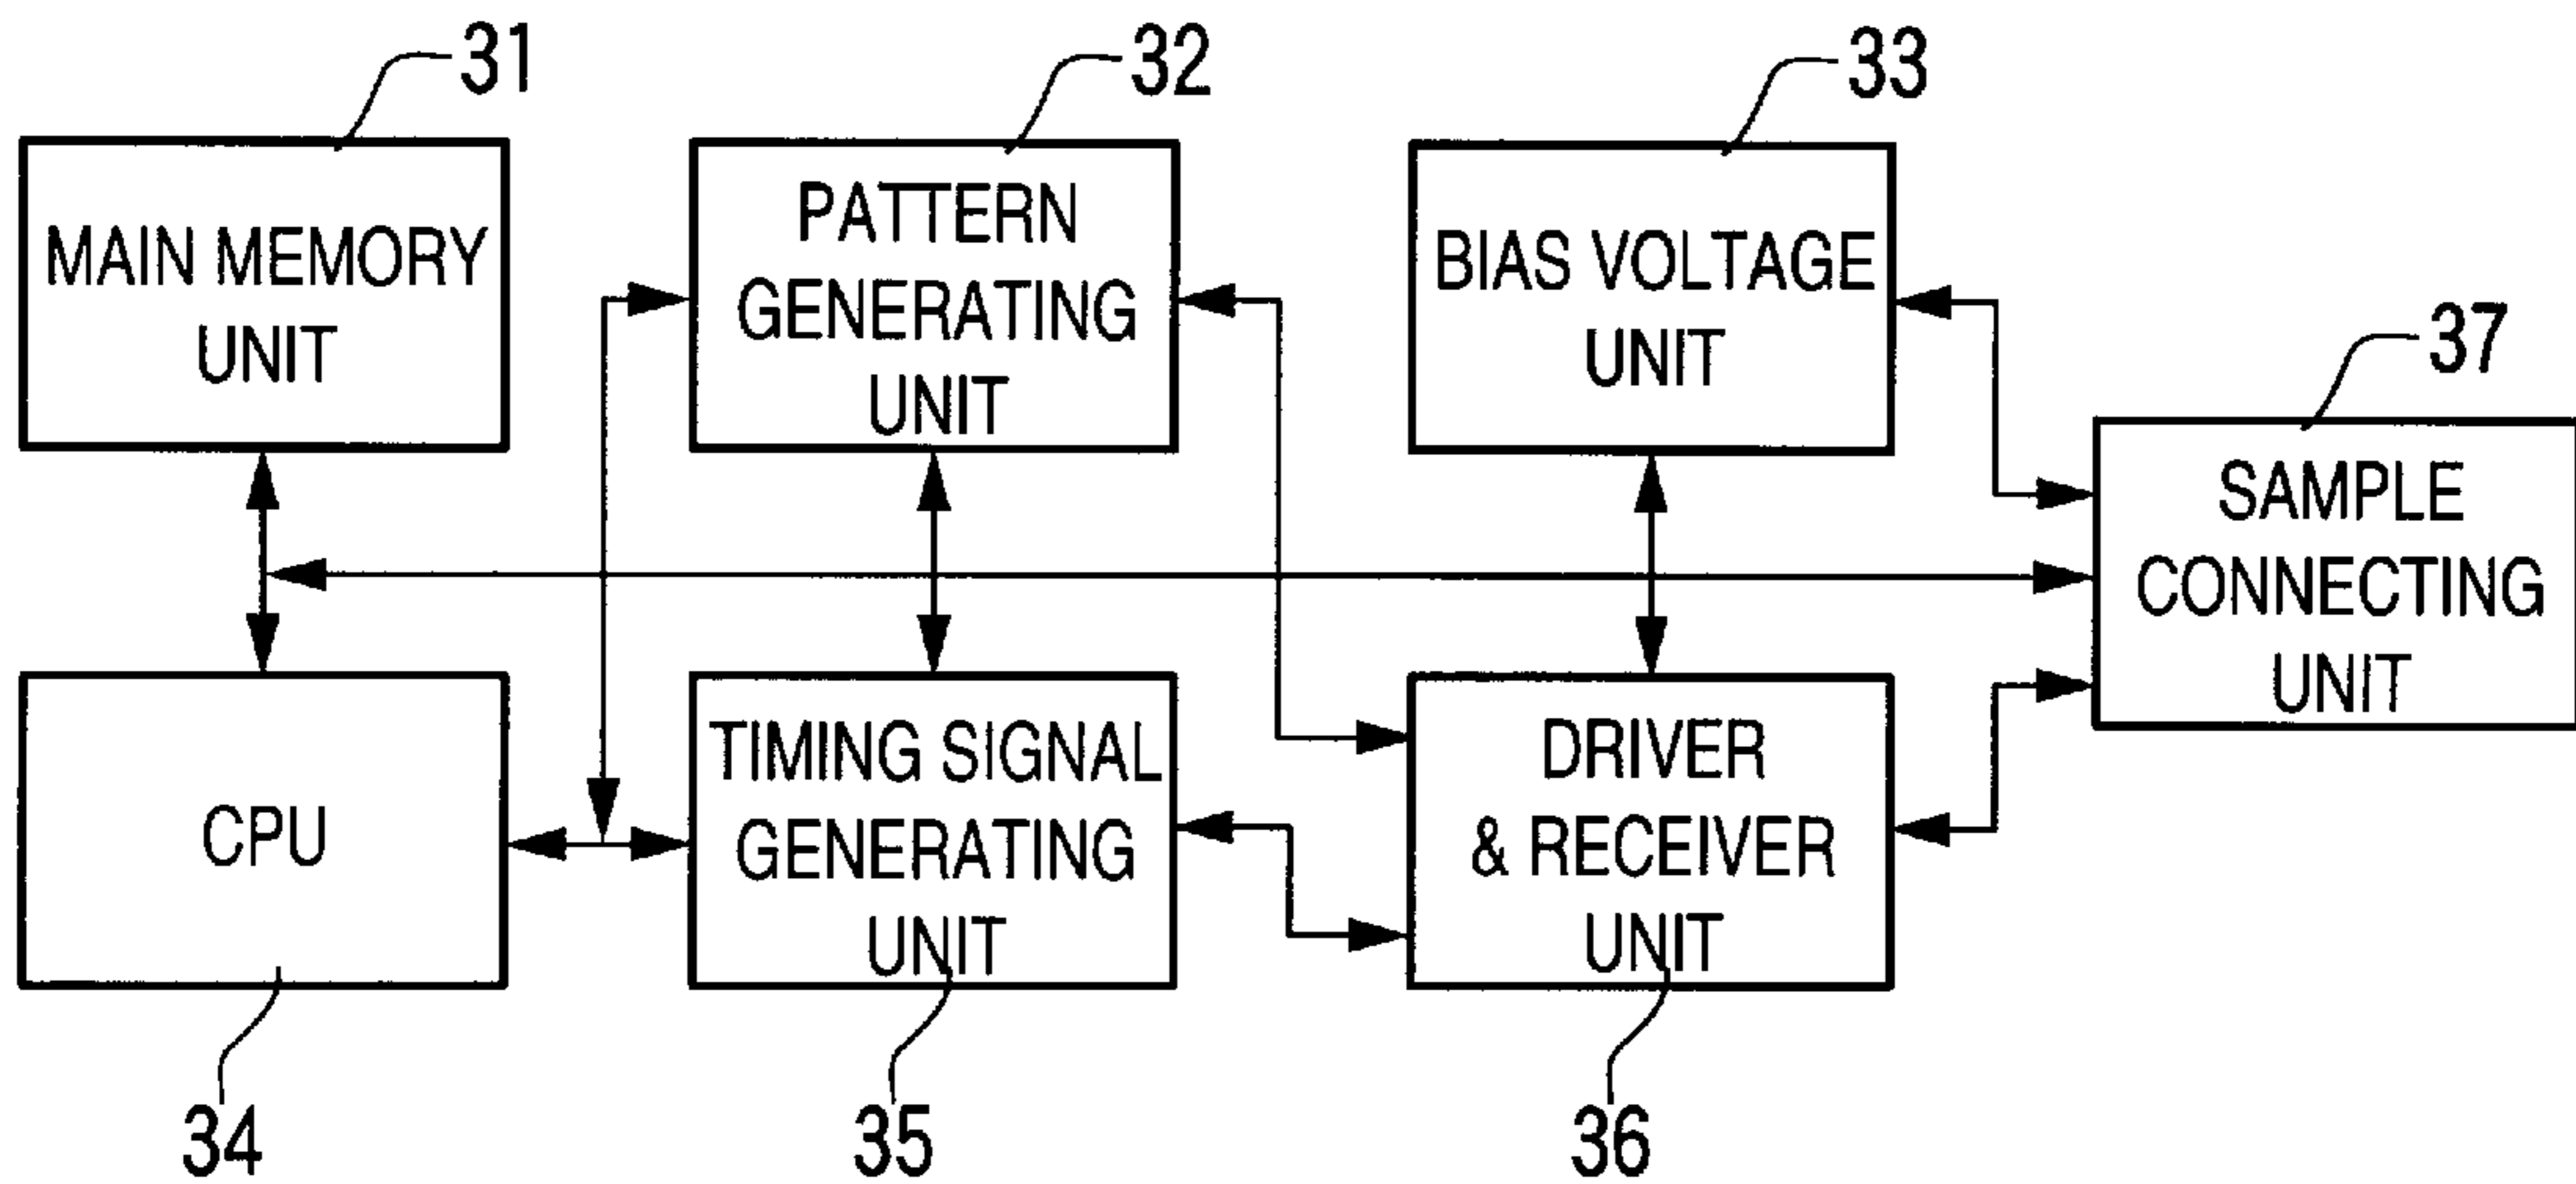 31
32
33
MAIN MEMORY
UNIT
PATTERN
GENERATING
UNIT
BIAS VOLTAGE
UNIT
37
SAMPLE
CONNECTING
UNIT
CPU
TIMING SIGNAL
GENERATING
UNIT
DRIVER
& RECEIVER
UNIT
34
35
36